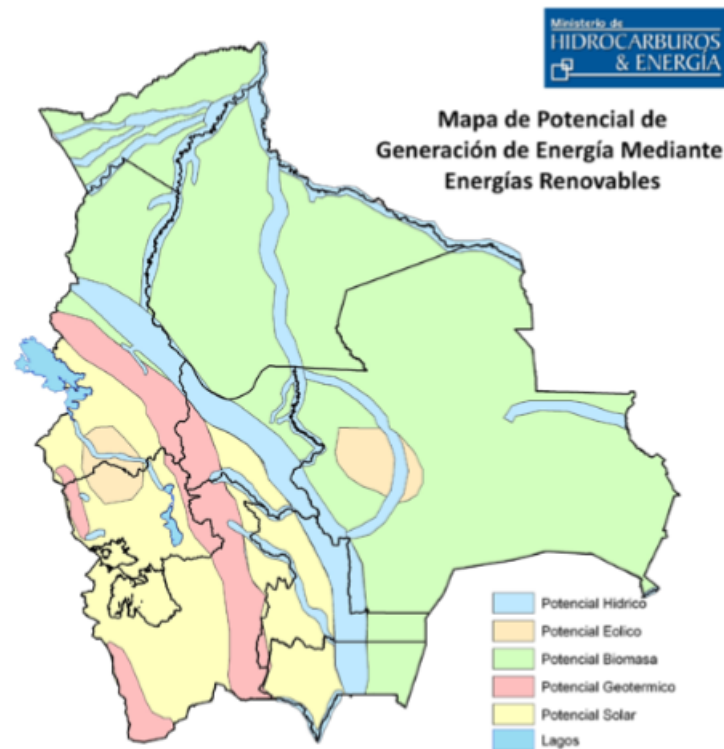 Ministerio de
HIDROCARBUROS
& ENERGÍA
Mapa de Potencial de
Generación de Energía Mediante
Energías Renovables
Potencial Hídrico
Potencial Eolico
Potencial Biomasa
Potencial Geotermico
Potencial Solar
Lagos